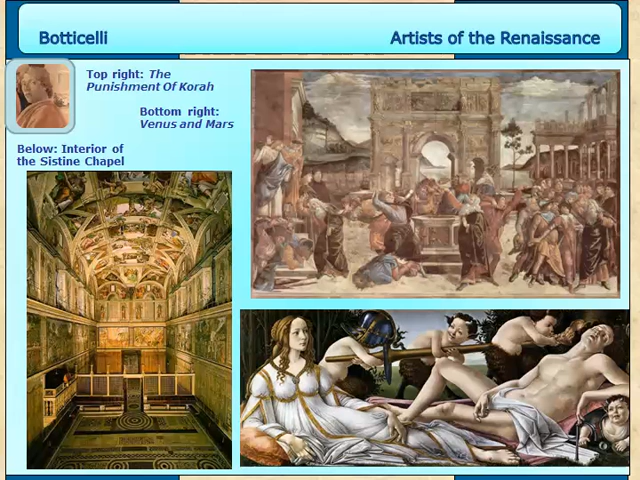 Botticelli
Artists of the Renaissance
Top right: The
Punishment Of Korah
Bottom right:
Venus and Mars
Below: Interior of
the Sistine Chapel